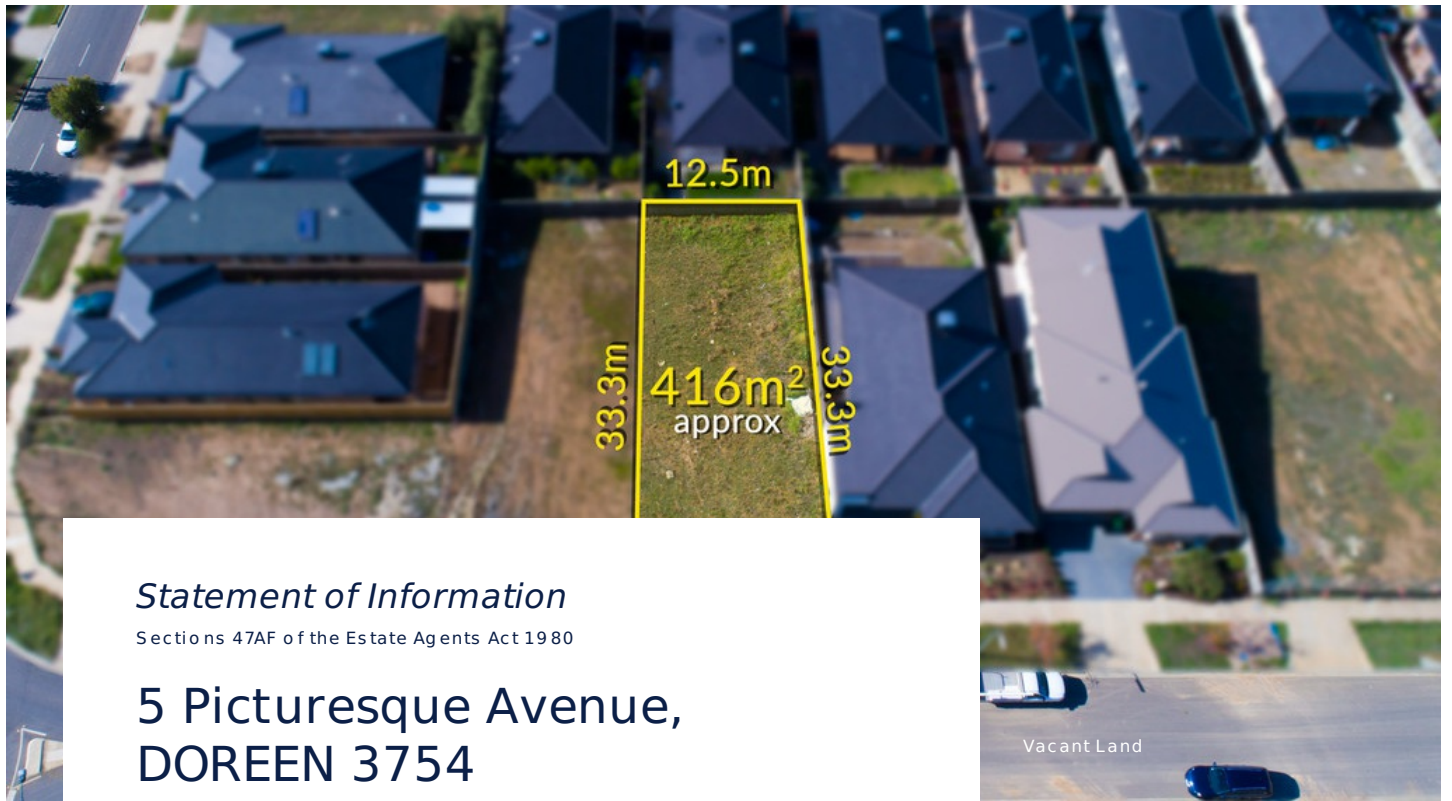 12.5m
33.3m
416m²
approx
33.3m
Statement of Information
Sections 47AF of the Estate Agents Act 1980
5 Picturesque Avenue,
DOREEN 3754
Vacant Land